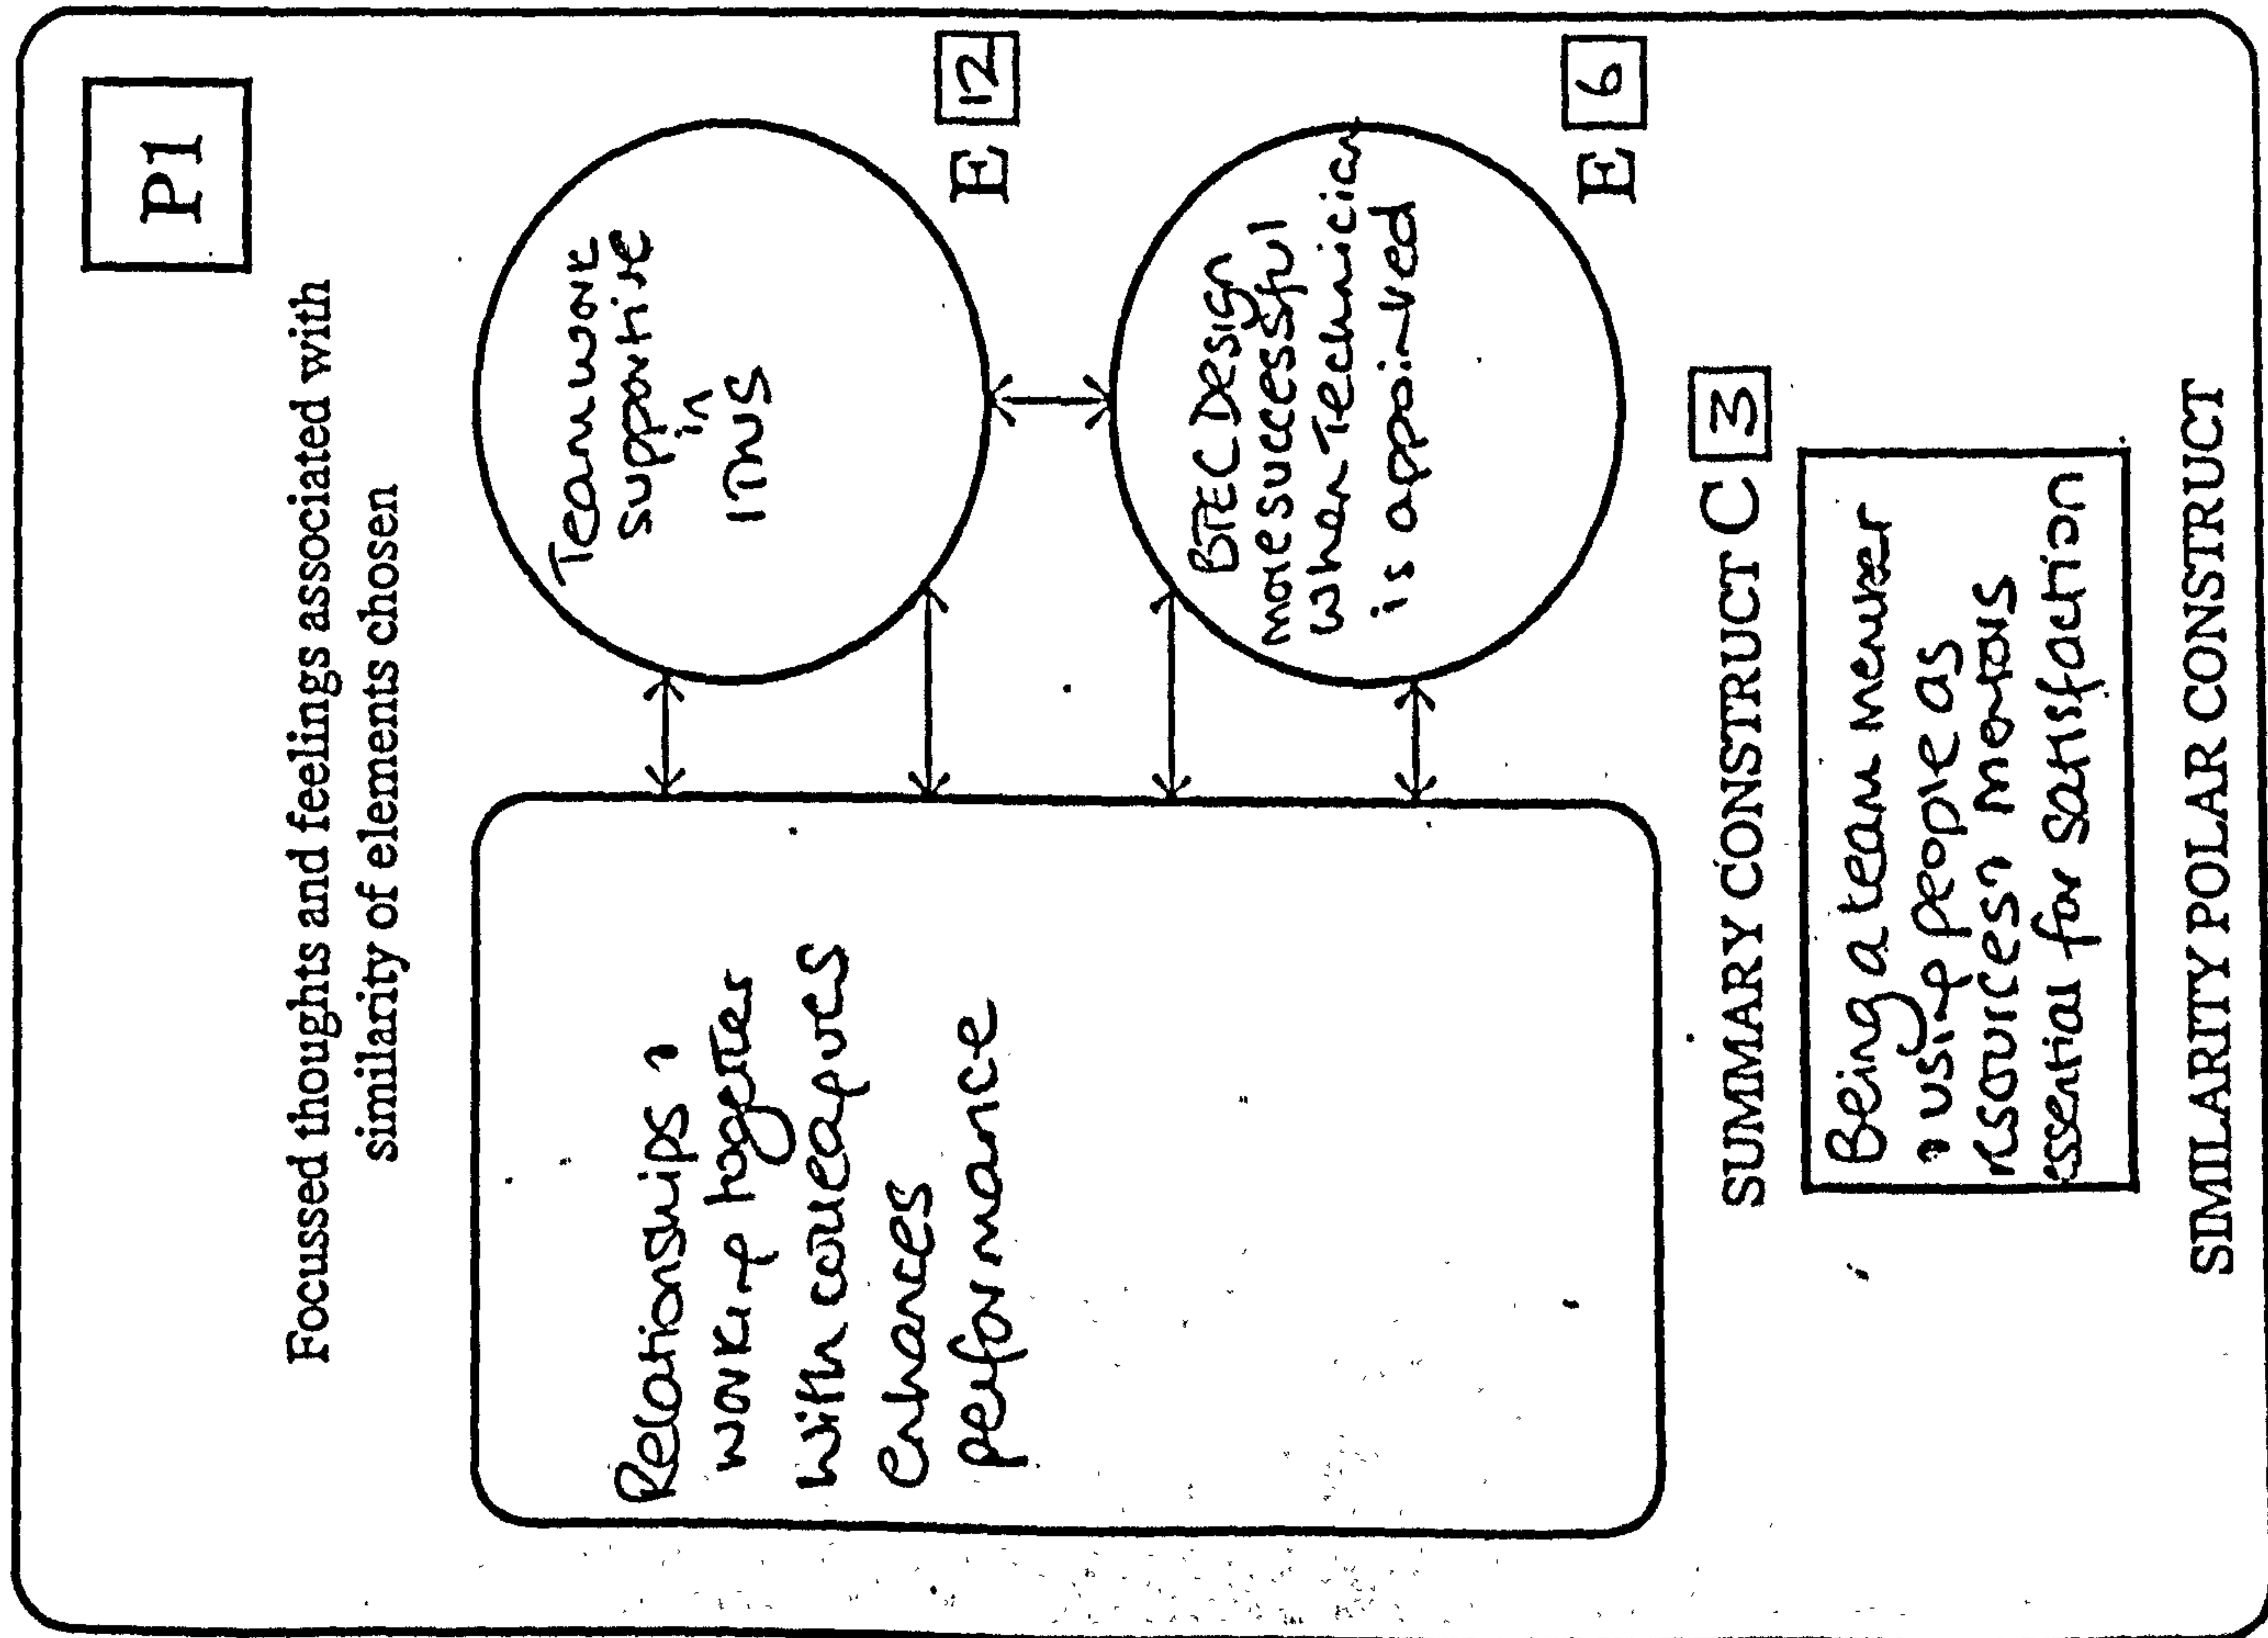 P1
Focussed thoughts and feelings associated with
similarity of elements chosen
Relationships
working together
with colleagues
enhances
performance
Teamwork
supportive
in
E 12
BTEC Design
more successful
when Technician
is appointed
E 6
SUMMARY CONSTRUCT C 3
Being a team member
using people as
resources
essential for satisfaction
SIMILARITY POLAR CONSTRUCT